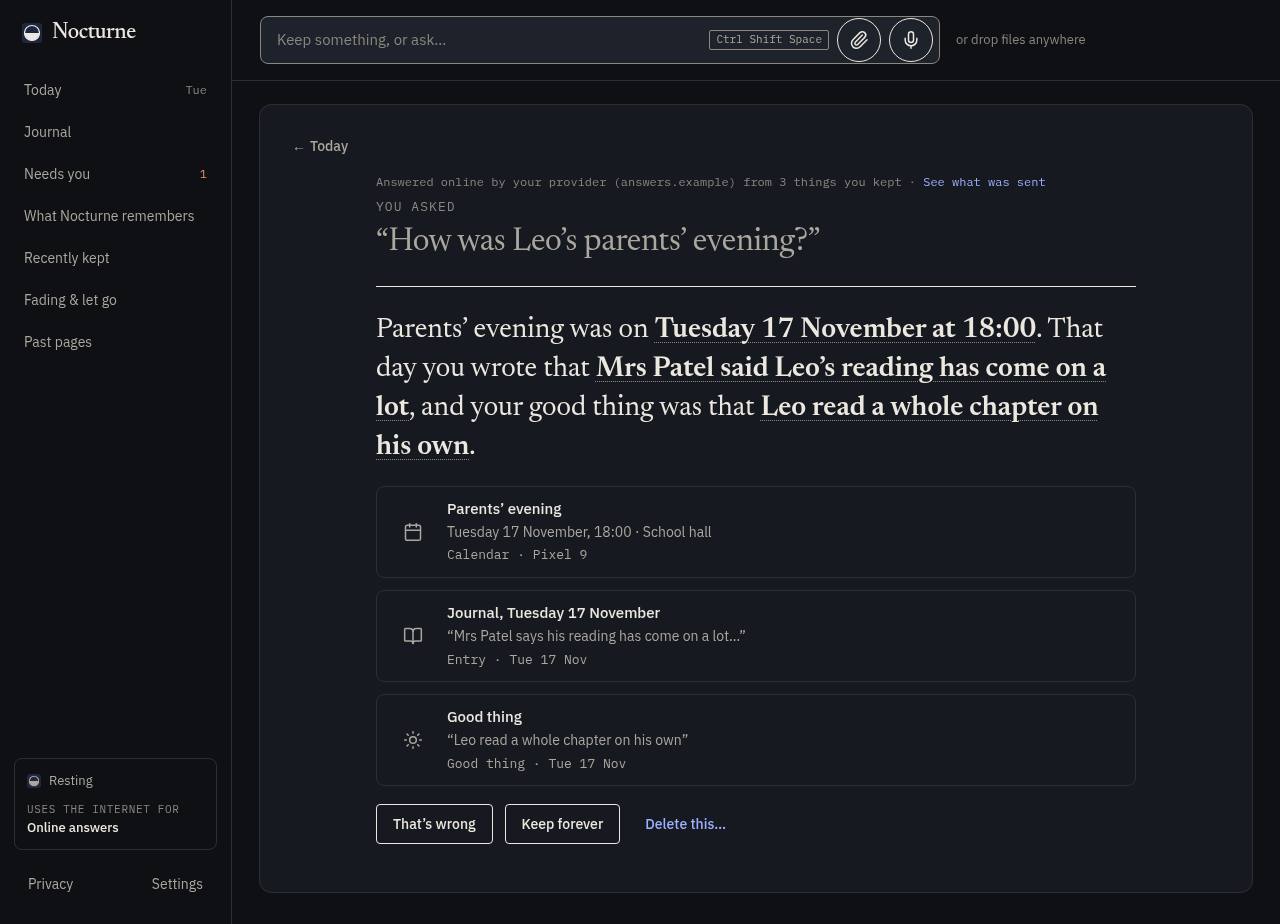 Nocturne
Today Tue
Journal
Needs you 1
What Nocturne remembers
Recently kept
Fading & let go
Past pages
Resting
USES THE INTERNET FOR
Online answers
Privacy Settings
Keep something, or ask… Ctrl Shift Space or drop files anywhere
← Today
Answered online by your provider (answers.example) from 3 things you kept · See what was sent
YOU ASKED
“How was Leo’s parents’ evening?”
Parents’ evening was on Tuesday 17 November at 18:00. That
day you wrote that Mrs Patel said Leo’s reading has come on a
lot, and your good thing was that Leo read a whole chapter on
his own.
Parents’ evening
Tuesday 17 November, 18:00 · School hall
Calendar · Pixel 9
Journal, Tuesday 17 November
“Mrs Patel says his reading has come on a lot…”
Entry · Tue 17 Nov
Good thing
“Leo read a whole chapter on his own”
Good thing · Tue 17 Nov
That’s wrong Keep forever Delete this…